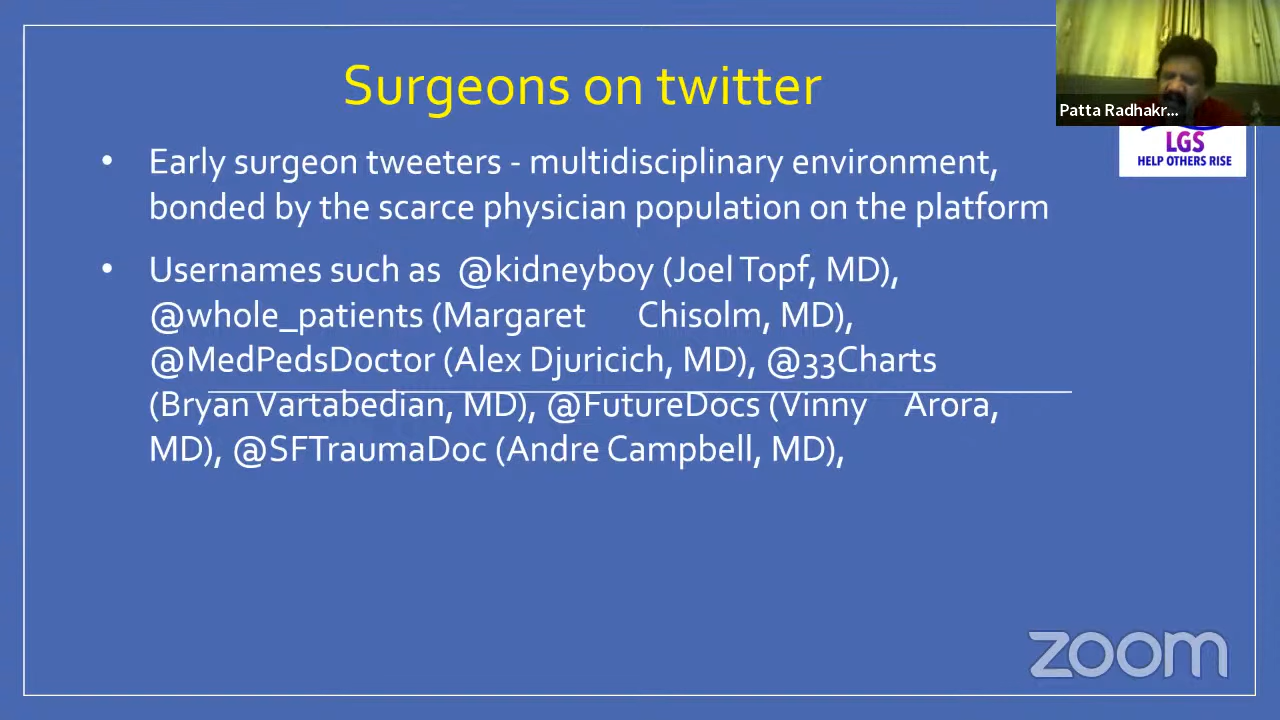 Surgeons on twitter
Patta Radhakr...
LGS
HELP OTHERS RISE
• Early surgeon tweeters - multidisciplinary environment,
bonded by the scarce physician population on the platform
• Usernames such as @kidneyboy (Joel Topf, MD),
@whole_patients (Margaret Chisolm, MD),
@MedPedsDoctor (Alex Djuricich, MD), @33Charts
(Bryan Vartabedian, MD), @FutureDocs (Vinny Arora,
MD), @SFTraumaDoc (Andre Campbell, MD),
zoom